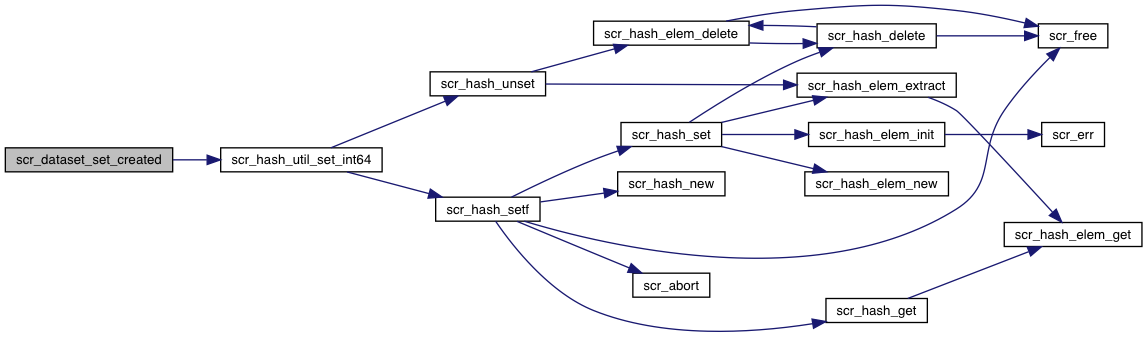 scr_dataset_set_created
scr_hash_util_set_int64
scr_hash_unset
scr_hash_setf
scr_hash_elem_delete
scr_hash_set
scr_hash_new
scr_abort
scr_hash_delete
scr_hash_elem_extract
scr_hash_elem_init
scr_hash_elem_new
scr_hash_get
scr_free
scr_err
scr_hash_elem_get